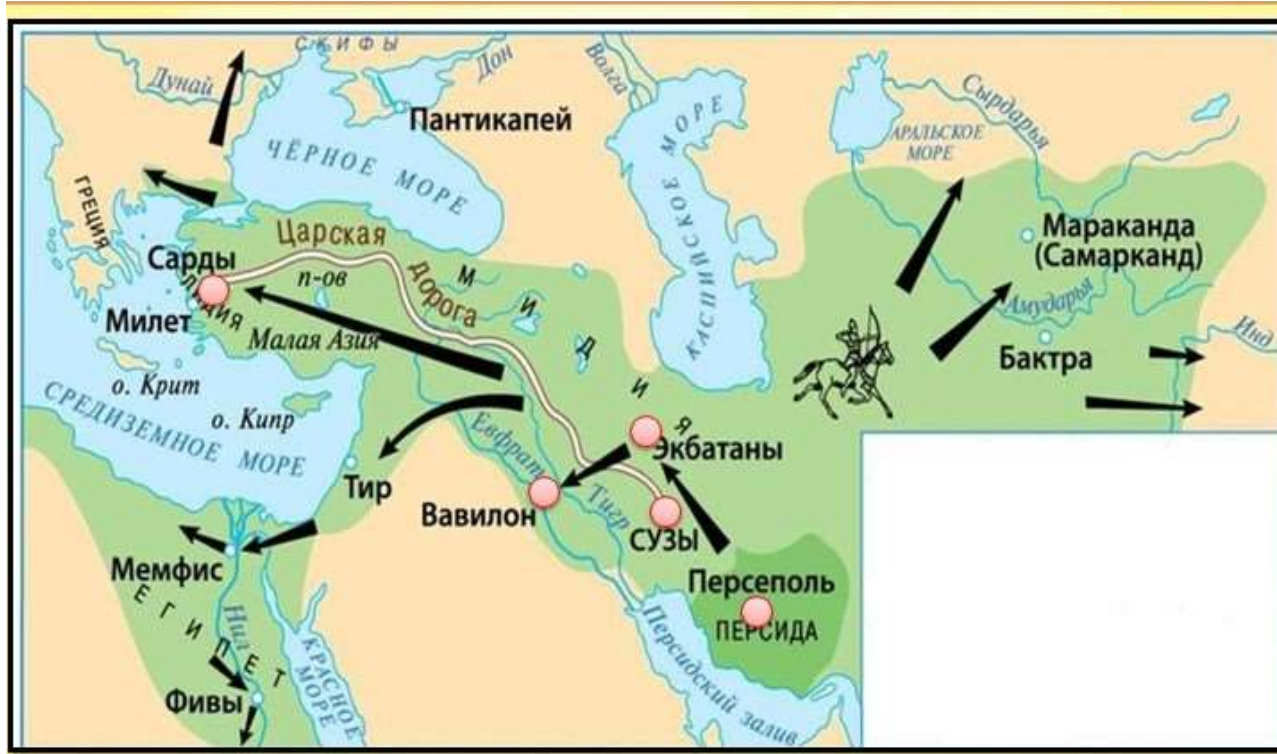 СКИФЫ
Дунай
Дон
Волга
Пантикапей
ЧЁРНОЕ МОРЕ
КАСПИЙСКОЕ МОРЕ
АРАЛЬСКОЕ
МОРЕ
Сырдарья
ГРЕЦИЯ
Мараканда
(Самарканд)
Царская
дорога
Сарды
п-ов
ЛИДИЯ
Милет
Малая Азия
МИДИЯ
Амударья
Инд
Бактра
о. Крит
о. Кипр
СРЕДИЗЕМНОЕ МОРЕ
Евфрат
Экбатаны
Тир
Вавилон
Тигр
СУЗЫ
Мемфис
Персеполь
ПЕРСИДА
ЕГИПЕТ
Нил
КРАСНОЕ
МОРЕ
Персидский залив
Фивы